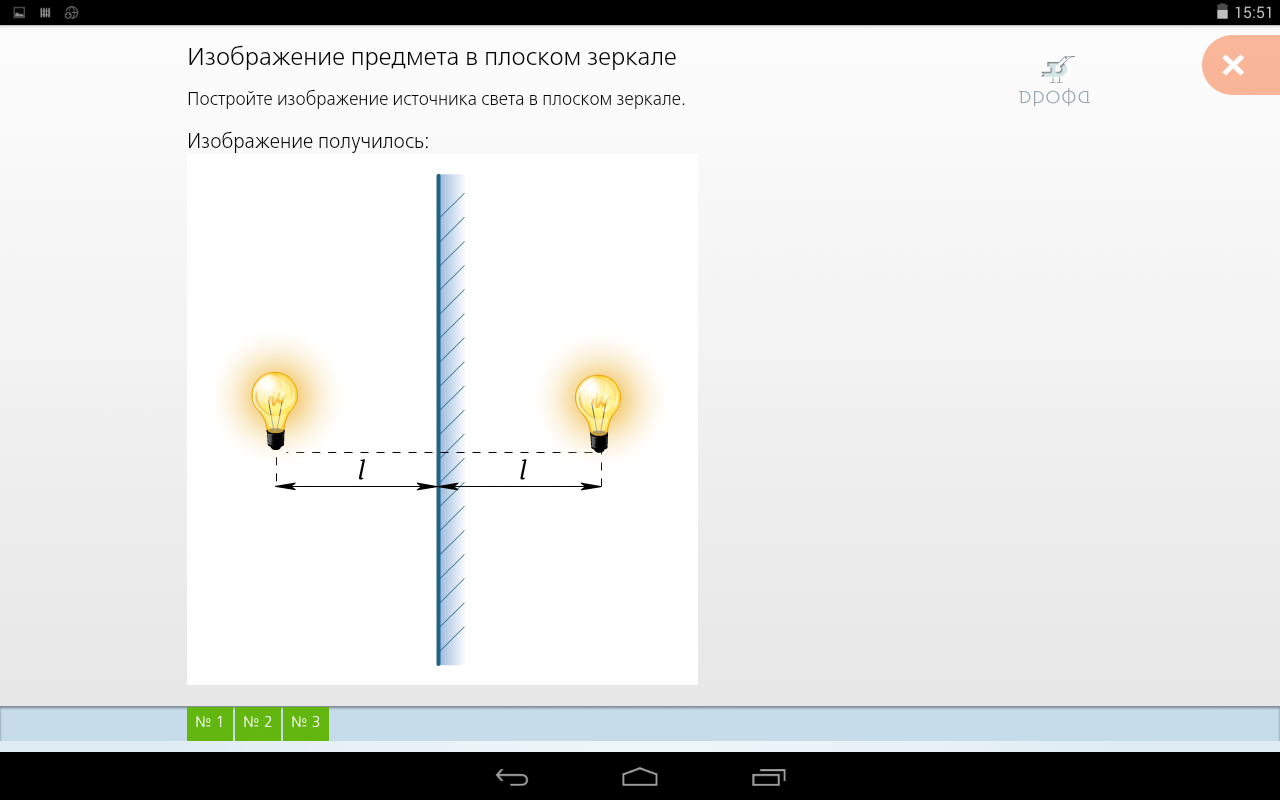 15:51
Изображение предмета в плоском зеркале
Постройте изображение источника света в плоском зеркале.
ДРОФА
Изображение получилось:
l l
№ 1 № 2 № 3